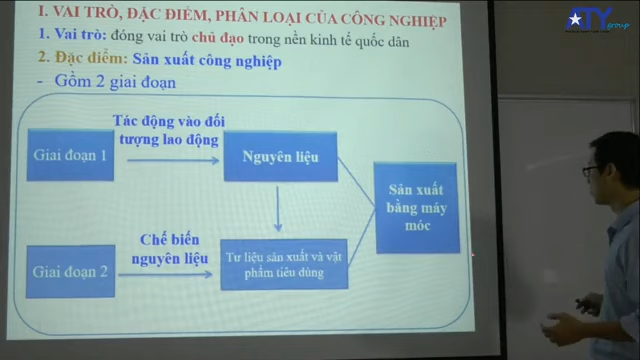 I. VAI TRÒ, ĐẶC ĐIỂM, PHÂN LOẠI CỦA CÔNG NGHIỆP
1. Vai trò: đóng vai trò chủ đạo trong nền kinh tế quốc dân
2. Đặc điểm: Sản xuất công nghiệp
- Gồm 2 giai đoạn
Giai đoạn 1
Tác động vào đối
tượng lao động
Nguyên liệu
Sản xuất
bằng máy
móc
Giai đoạn 2
Chế biến
nguyên liệu
Tư liệu sản xuất và vật
phẩm tiêu dùng
ATY group